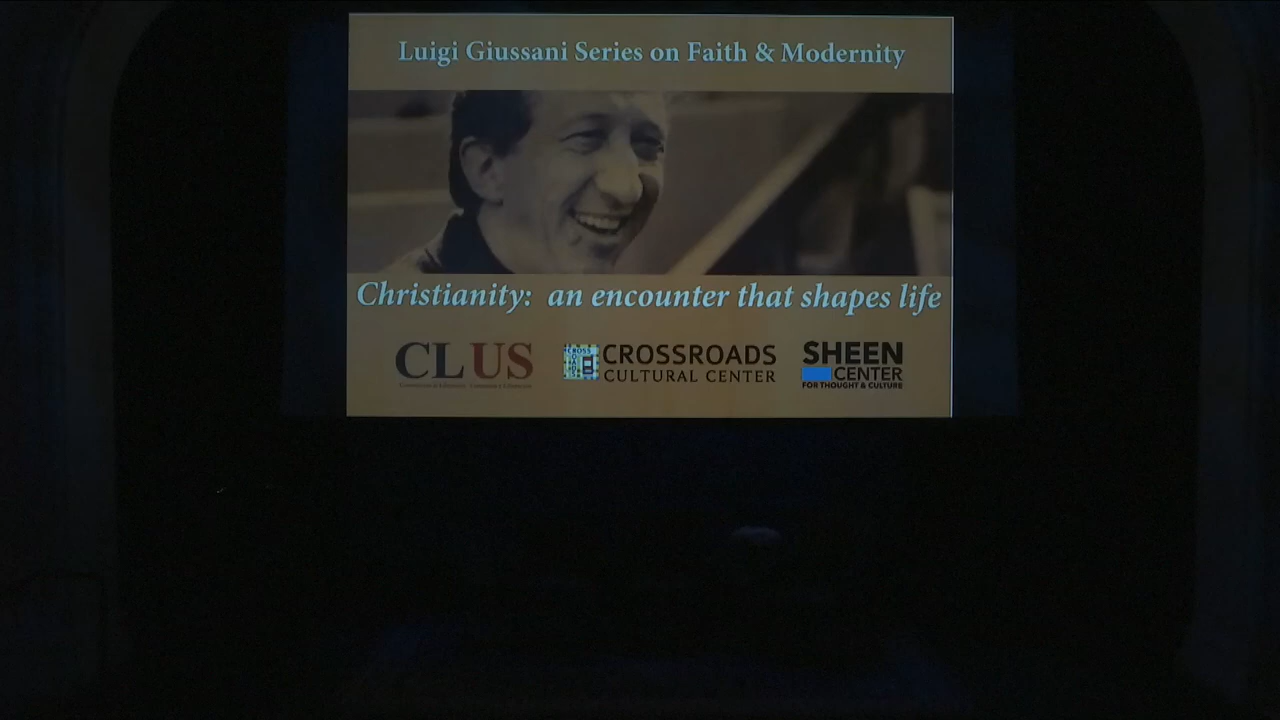 Luigi Giussani Series on Faith & Modernity
Christianity: an encounter that shapes life
CLUS
CROSSROADS
CULTURAL CENTER
SHEEN
CENTER
FOR THOUGHT & CULTURE